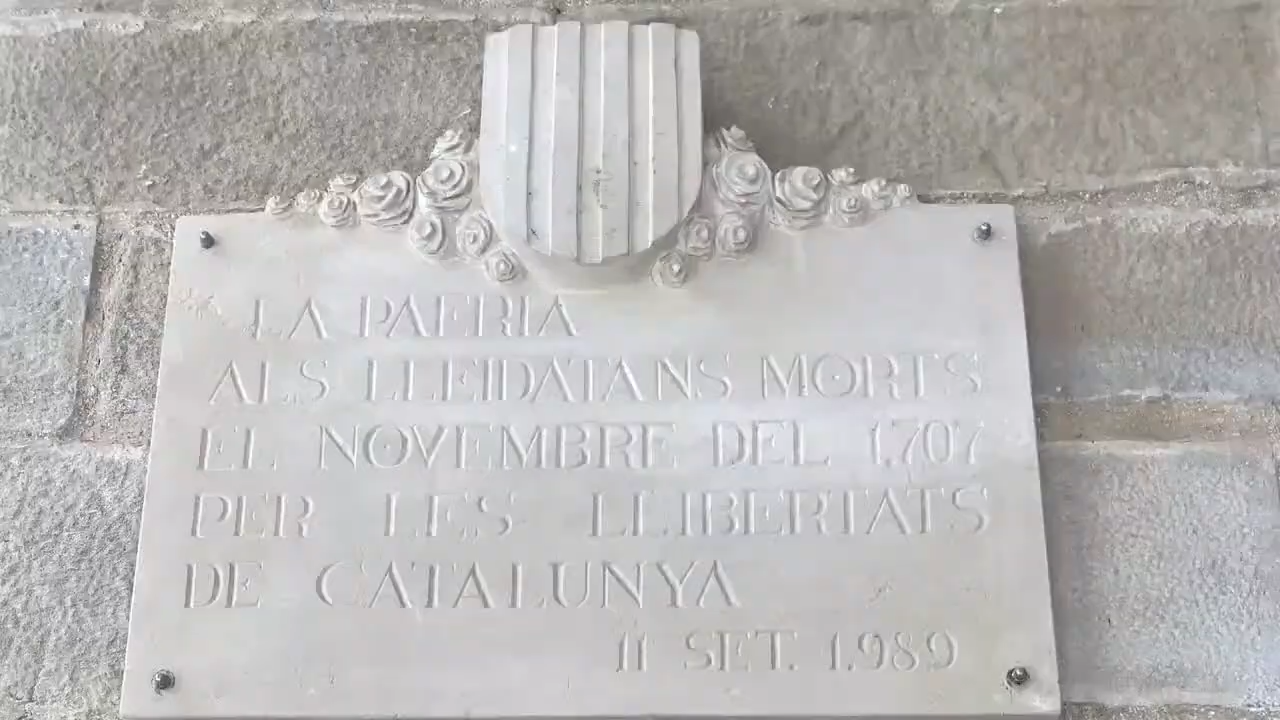 LA PAERIA
ALS LLEIDATANS MORTS
EL NOVEMBRE DEL 1.707
PER LES LLIBERTATS
DE CATALUNYA
11 SET. 1.989